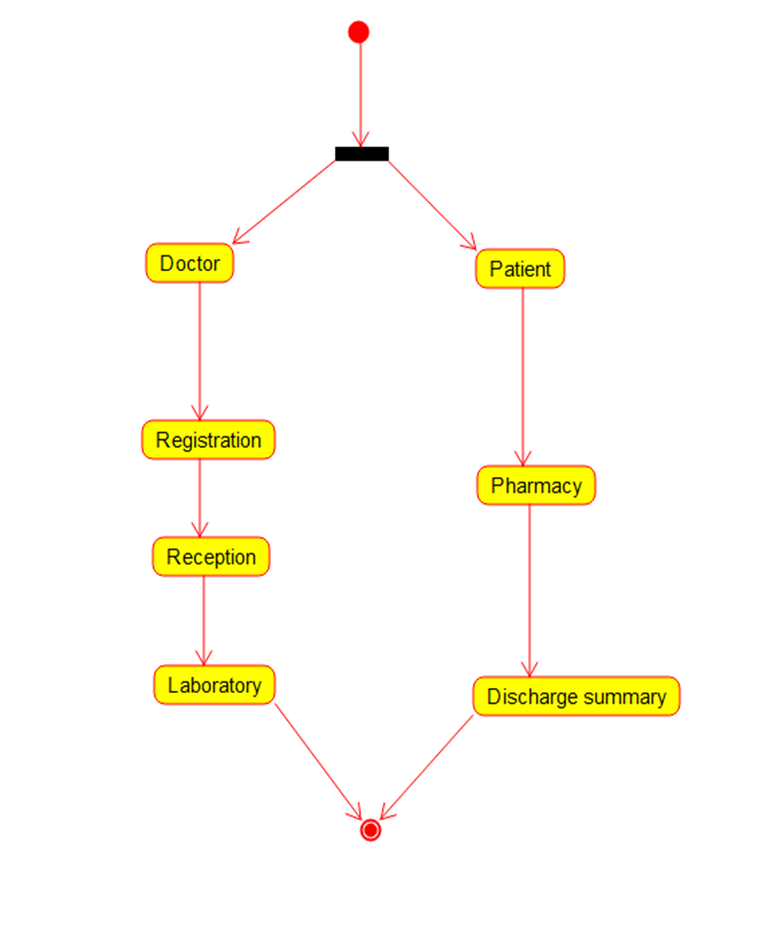 Doctor
Patient
Registration
Pharmacy
Reception
Laboratory
Discharge summary